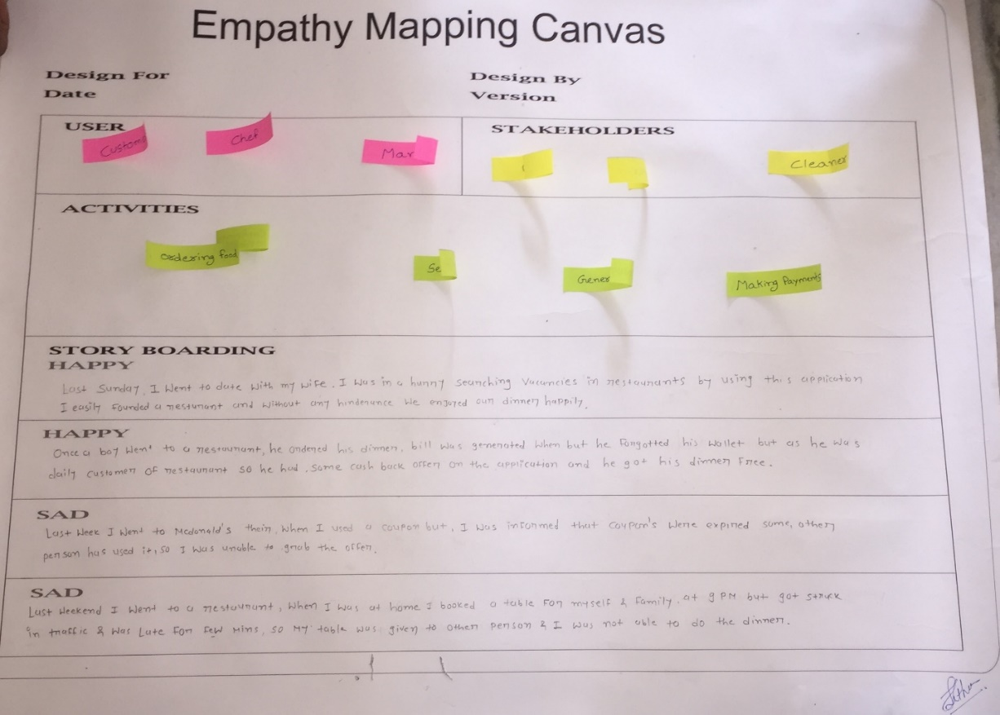 Empathy Mapping Canvas
Design For
Date
Design By
Version
USER
Custom
Chef
Mar
STAKEHOLDERS
Cleaner
ACTIVITIES
Ordering food
Se
Gener
Making Payments
STORY BOARDING
HAPPY
Last Sunday, I Went to date with my wife. I was in a hurry searching vacancies in restaurants by using this application
I easily founded a resturant and without any hinderance we enjoyed our dinner happily.
HAPPY
Once a boy went to a restaurant, he ordered his dinner, bill was generated when but he forgotted his wallet but as he was
daily customer of restaurant so he had some cash back offer on the application and he got his dinner free.
SAD
Last Week I Went to Mcdonald's their, when I used a coupon but, I was informed that coupon's were expired some, other
person has used it, so I was unable to grab the offer.
SAD
Last Weekend I Went to a restaurant, When I was at home I booked a table For myself & family. at 9 PM but got struck
in traffic & was Late For Few Mins, so My table was given to other person & I was not able to do the dinner.